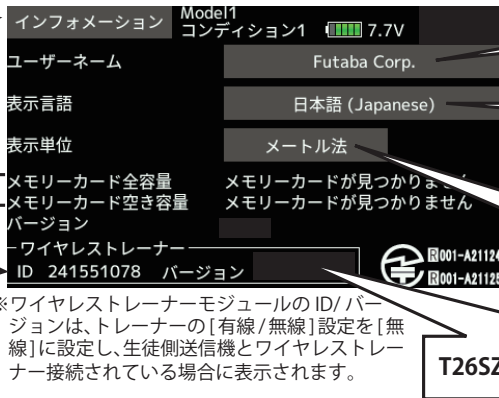 インフォメーション
Model1
コンディション1 7.7V
ユーザーネーム Futaba Corp.
表示言語 日本語 (Japanese)
表示単位 メートル法
メモリーカード全容量 メモリーカードが見つかりません
メモリーカード空き容量 メモリーカードが見つかりません
バージョン
ワイヤレストレーナー
ID 241551078 バージョン
R001-A21124
R001-A21125
※ワイヤレストレーナーモジュールの ID/ バー
ジョンは、トレーナーの[有線/無線]設定を[無
線]に設定し、生徒側送信機とワイヤレストレー
ナー接続されている場合に表示されます。
T26SZ